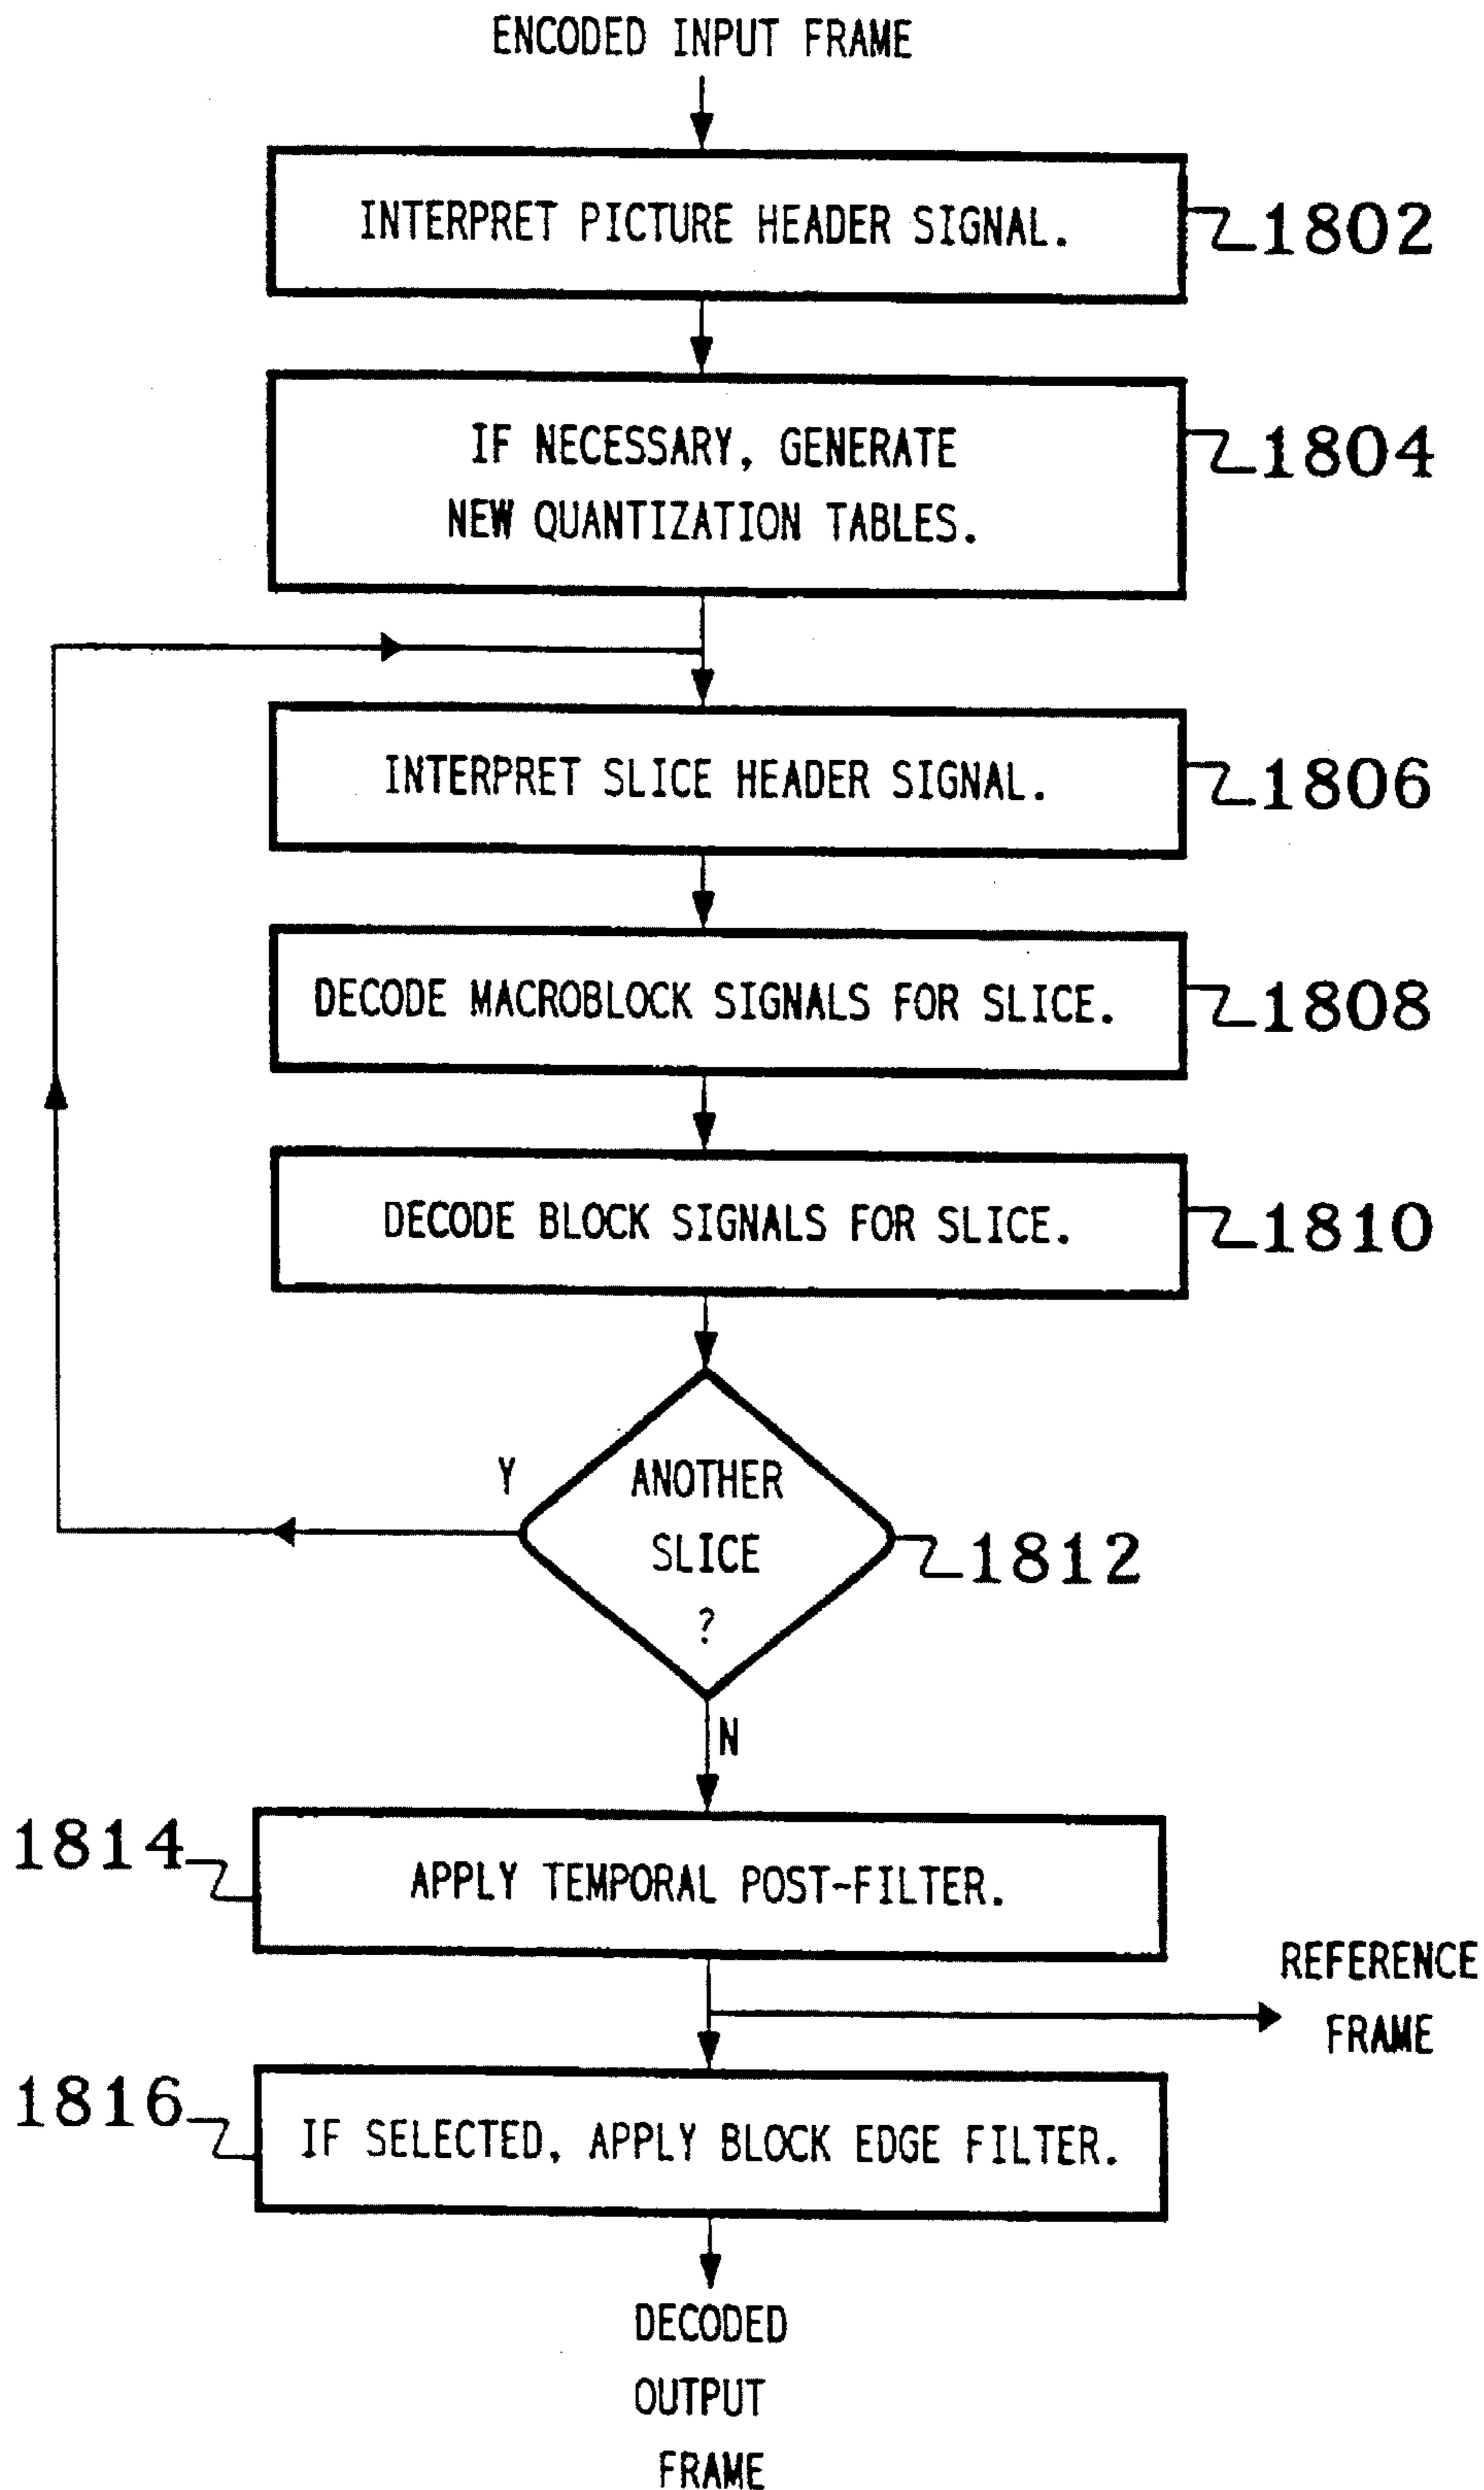 ENCODED INPUT FRAME
INTERPRET PICTURE HEADER SIGNAL.
1802
IF NECESSARY, GENERATE
NEW QUANTIZATION TABLES.
1804
INTERPRET SLICE HEADER SIGNAL.
1806
DECODE MACROBLOCK SIGNALS FOR SLICE.
1808
DECODE BLOCK SIGNALS FOR SLICE.
1810
Y
ANOTHER
SLICE
?
1812
N
1814
APPLY TEMPORAL POST-FILTER.
REFERENCE
FRAME
1816
IF SELECTED, APPLY BLOCK EDGE FILTER.
DECODED
OUTPUT
FRAME